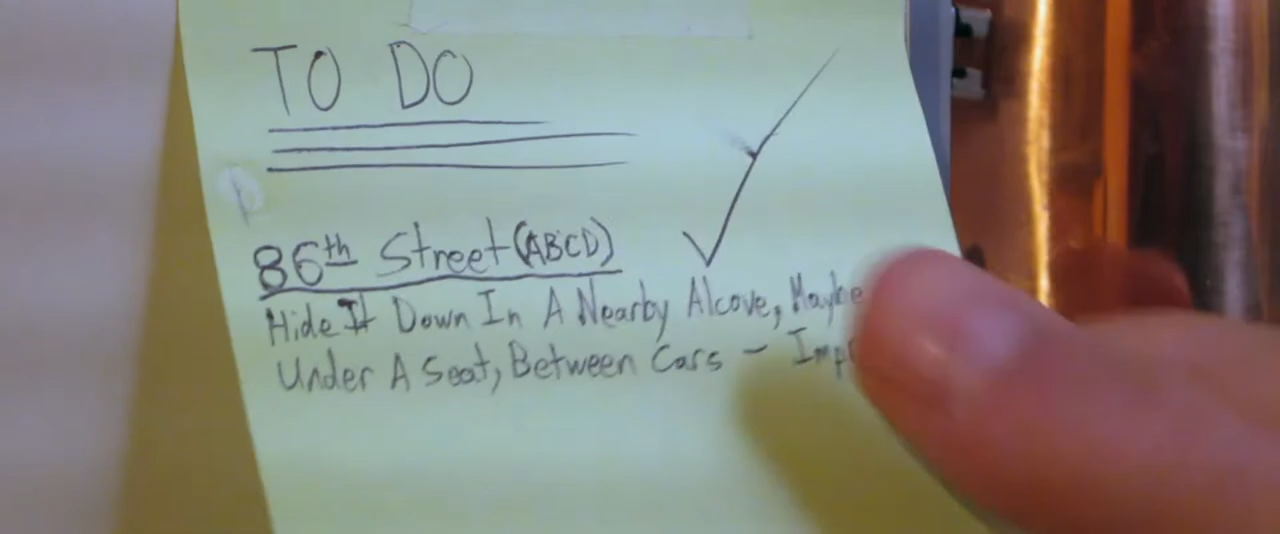 TO DO
86th Street (ABCD)
Hide It Down In A Nearby Alcove, Maybe
Under A Seat, Between Cars -